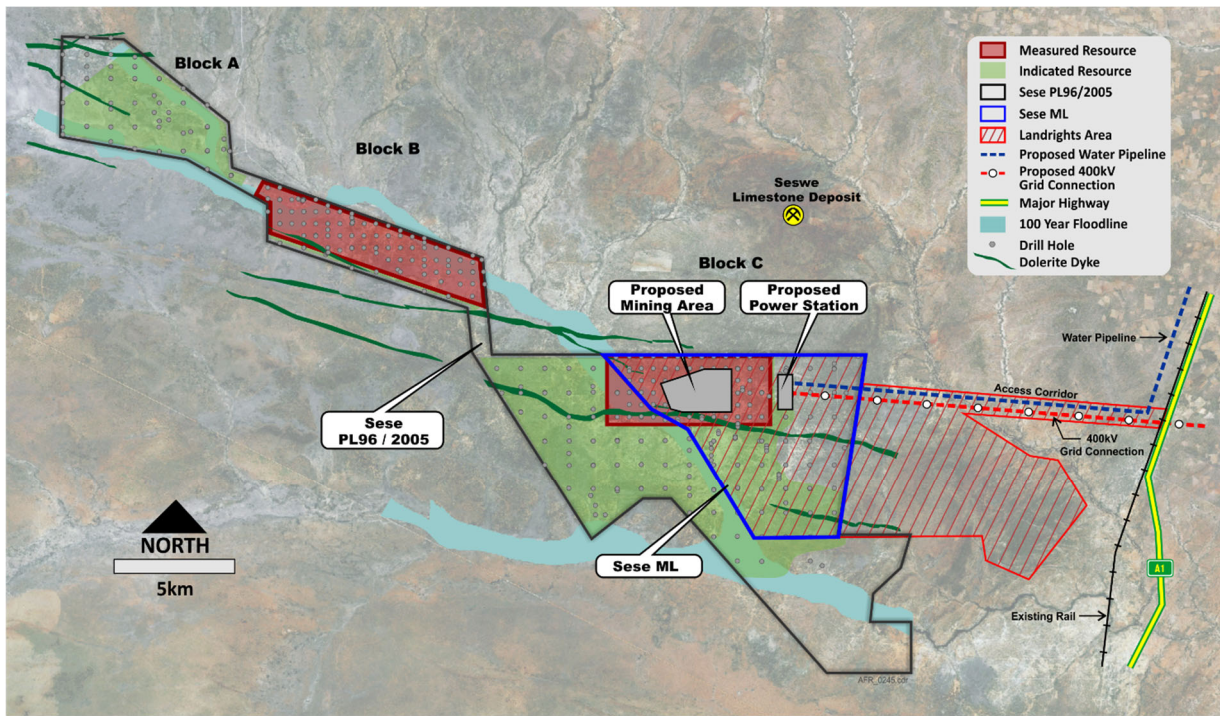 Block A
Block B
Seswe
Limestone Deposit
Block C
Proposed
Mining Area
Proposed
Power Station
Measured Resource
Indicated Resource
Sese PL96/2005
Sese ML
Landrights Area
Proposed Water Pipeline
Proposed 400kV
Grid Connection
Major Highway
100 Year Floodline
Drill Hole
Dolerite Dyke
Water Pipeline
Access Corridor
400kV
Grid Connection
Sese
PL96 / 2005
NORTH
5km
Sese ML
A1
Existing Rail
AFR_0245.cdr